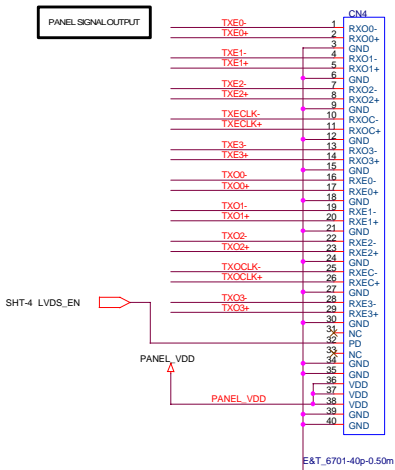 PANEL SIGNAL OUTPUT
CN4
TXE0- 1 RXO0-
TXE0+ 2 RXO0+
3 GND
TXE1- 4 RXO1-
TXE1+ 5 RXO1+
6 GND
TXE2- 7 RXO2-
TXE2+ 8 RXO2+
9 GND
TXECLK- 10 RXOC-
TXECLK+ 11 RXOC+
12 GND
TXE3- 13 RXO3-
TXE3+ 14 RXO3+
15 GND
TXO0- 16 RXE0-
TXO0+ 17 RXE0+
18 GND
TXO1- 19 RXE1-
TXO1+ 20 RXE1+
21 GND
TXO2- 22 RXE2-
TXO2+ 23 RXE2+
24 GND
TXOCLK- 25 RXEC-
TXOCLK+ 26 RXEC+
27 GND
TXO3- 28 RXE3-
TXO3+ 29 RXE3+
30 GND
31 NC
SHT-4 LVDS_EN 32 PD
33 NC
PANEL_VDD 34 GND
35 GND
36 VDD
37 VDD
PANEL_VDD 38 VDD
39 GND
40 GND
E&T_6701-40p-0.50m